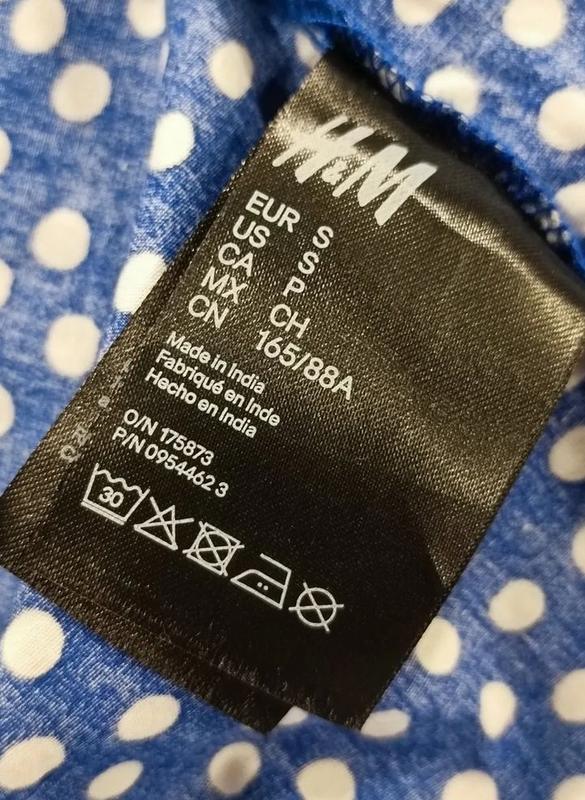 H&M
EUR S
US S
CA P
MX CH
CN 165/88A
Made in India
Fabriqué en Inde
Hecho en India
O/N 175873
P/N 0954462 3
30